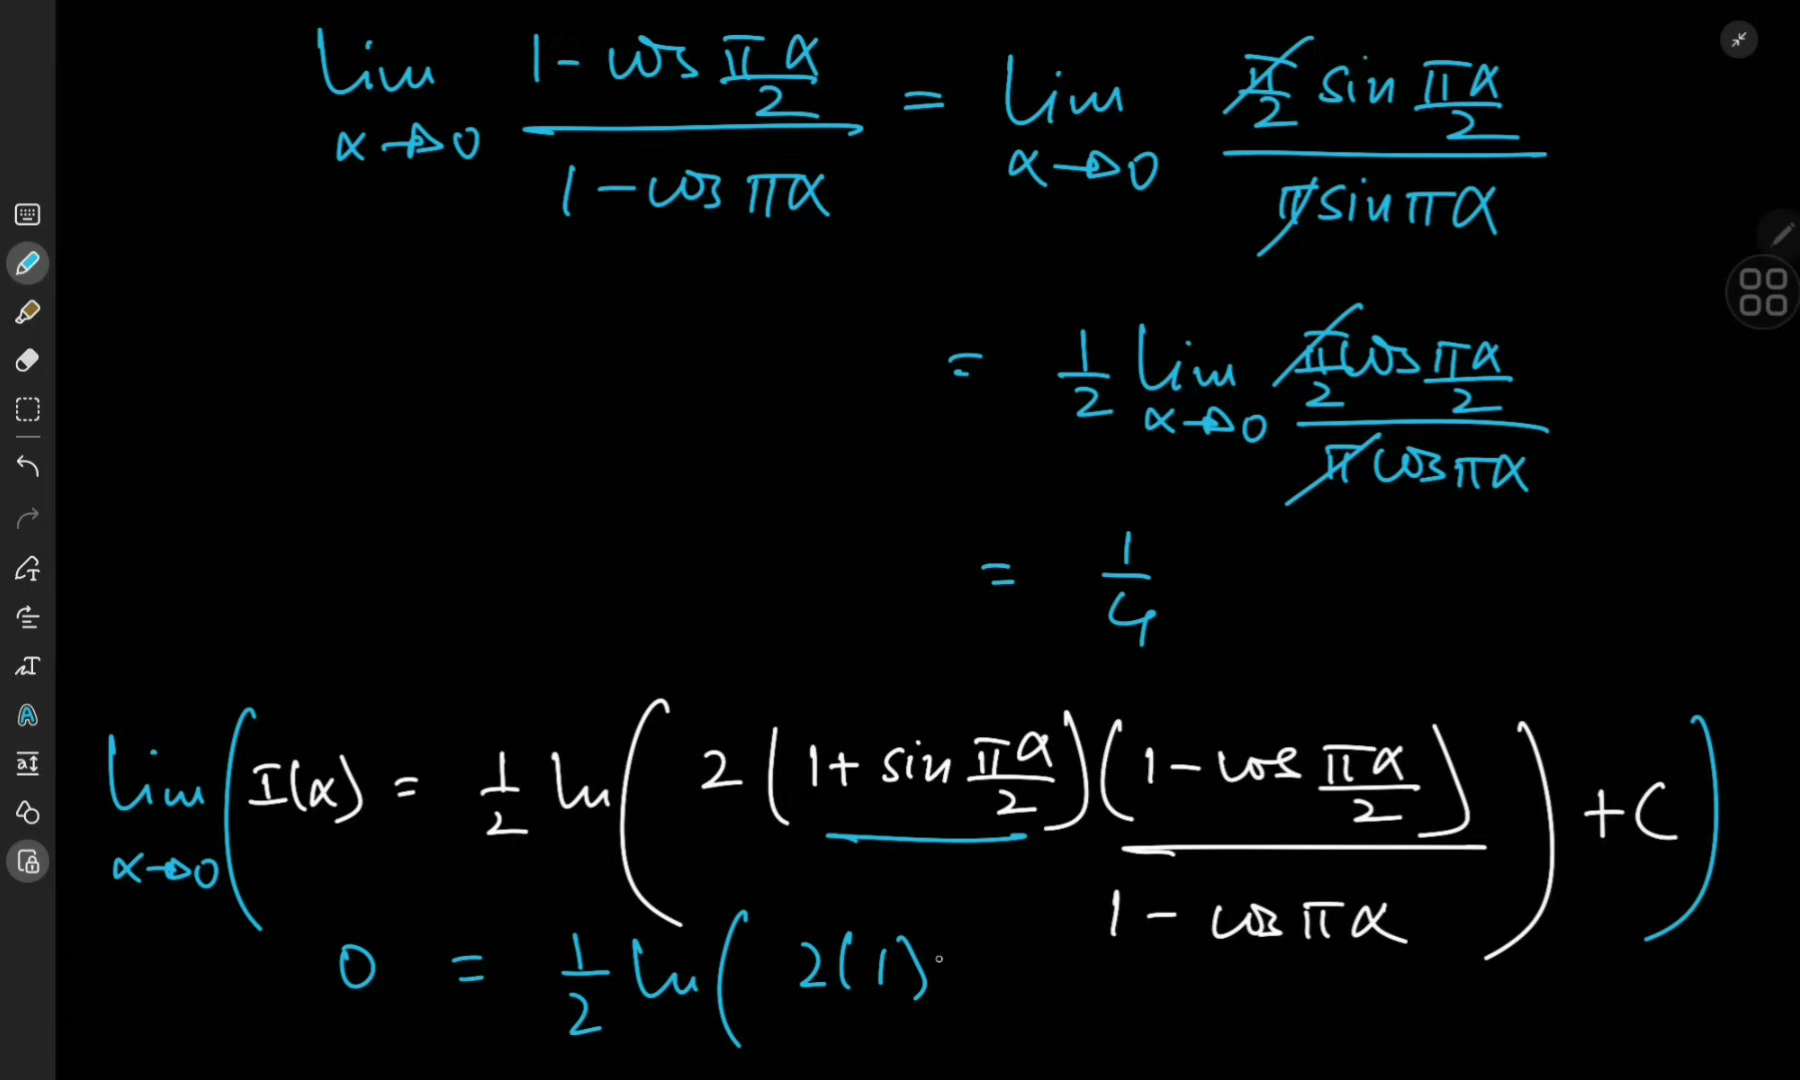 lim α→0 (1 - cos πα/2)/(1 - cos πα) = lim α→0 (π/2 sin πα/2)/(π sin πα)
= 1/2 lim α→0 (π/2 cos πα/2)/(π cos πα)
= 1/4
lim α→0 (I(α) = 1/2 ln( 2(1 + sin πα/2)(1 - cos πα/2)/(1 - cos πα) ) + C)
0 = 1/2 ln( 2(1)